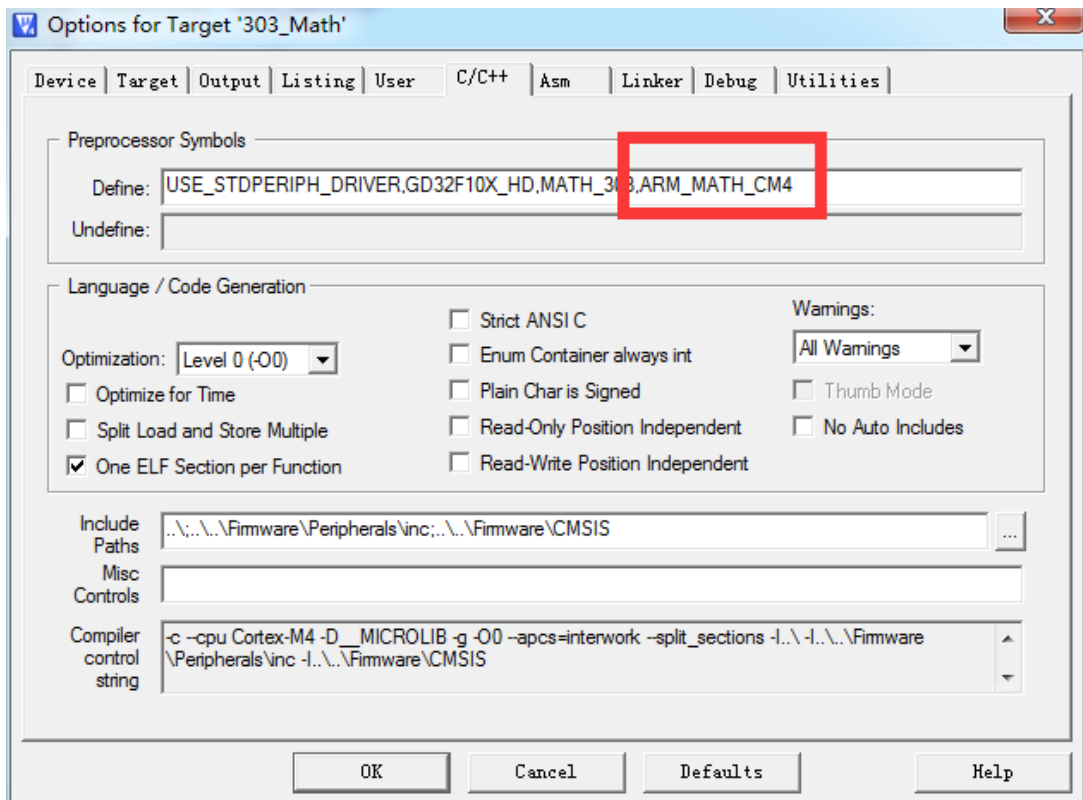 Options for Target '303_Math'
Device Target Output Listing User C/C++ Asm Linker Debug Utilities
Preprocessor Symbols
Define: USE_STDPERIPH_DRIVER,GD32F10X_HD,MATH_303,ARM_MATH_CM4
Undefine:
Language / Code Generation
Optimization: Level 0 (-O0)
Optimize for Time
Split Load and Store Multiple
One ELF Section per Function
Strict ANSI C
Enum Container always int
Plain Char is Signed
Read-Only Position Independent
Read-Write Position Independent
Warnings:
All Warnings
Thumb Mode
No Auto Includes
Include
Paths
..\;..\..\Firmware\Peripherals\inc;..\..\Firmware\CMSIS
...
Misc
Controls
Compiler
control
string
-c --cpu Cortex-M4 -D__MICROLIB -g -O0 --apcs=interwork --split_sections -I..\ -I..\..\Firmware
\Peripherals\inc -I..\..\Firmware\CMSIS
OK Cancel Defaults Help